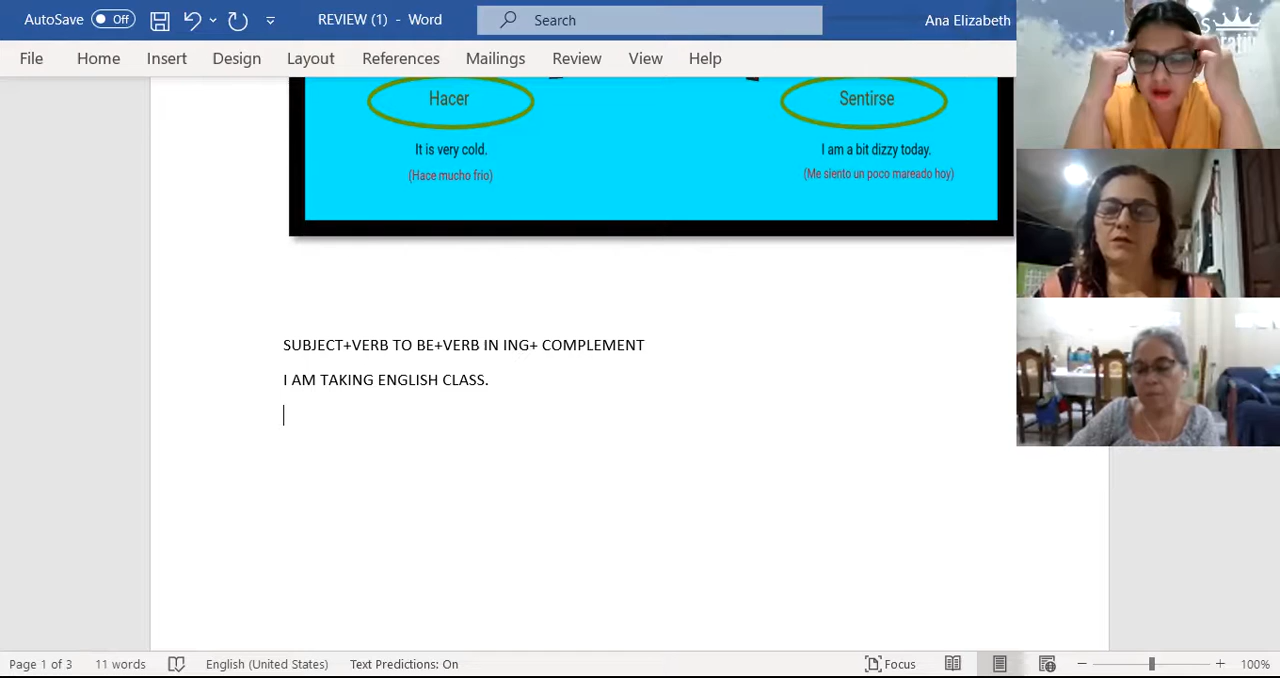 AutoSave Off REVIEW (1) - Word Search Ana Elizabeth
File Home Insert Design Layout References Mailings Review View Help
Hacer Sentirse
It is very cold. I am a bit dizzy today.
(Hace mucho frio) (Me siento un poco mareado hoy)
SUBJECT+VERB TO BE+VERB IN ING+ COMPLEMENT
I AM TAKING ENGLISH CLASS.
Page 1 of 3 11 words English (United States) Text Predictions: On Focus 100%